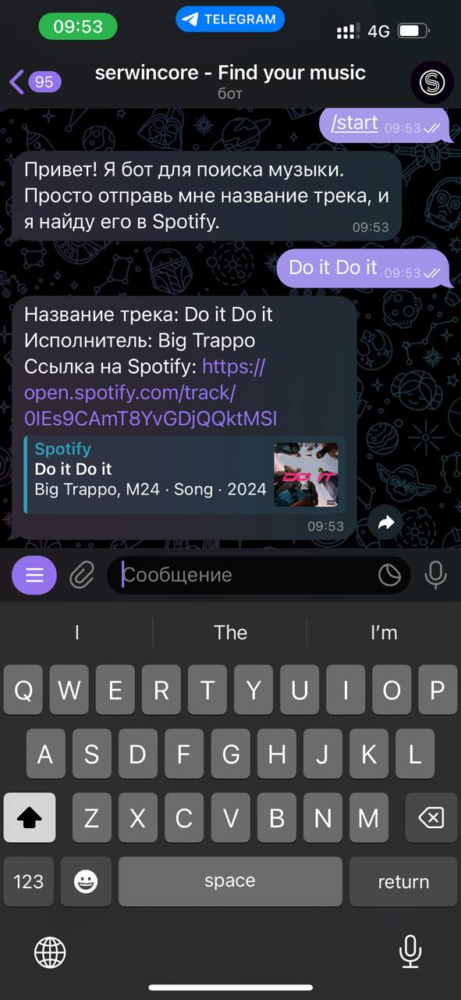 09:53
TELEGRAM
4G
95
serwincore - Find your music
бот
/start 09:53
Привет! Я бот для поиска музыки.
Просто отправь мне название трека, и
я найду его в Spotify.
09:53
Do it Do it 09:53
Название трека: Do it Do it
Исполнитель: Big Trappo
Ссылка на Spotify: https://
open.spotify.com/track/
0IEs9CAmT8YvGDjQQktMSI
Spotify
Do it Do it
Big Trappo, M24 · Song · 2024
DO IT
09:53
Сообщение
I The I'm
Q W E R T Y U I O P
A S D F G H J K L
Z X C V B N M
123 space return